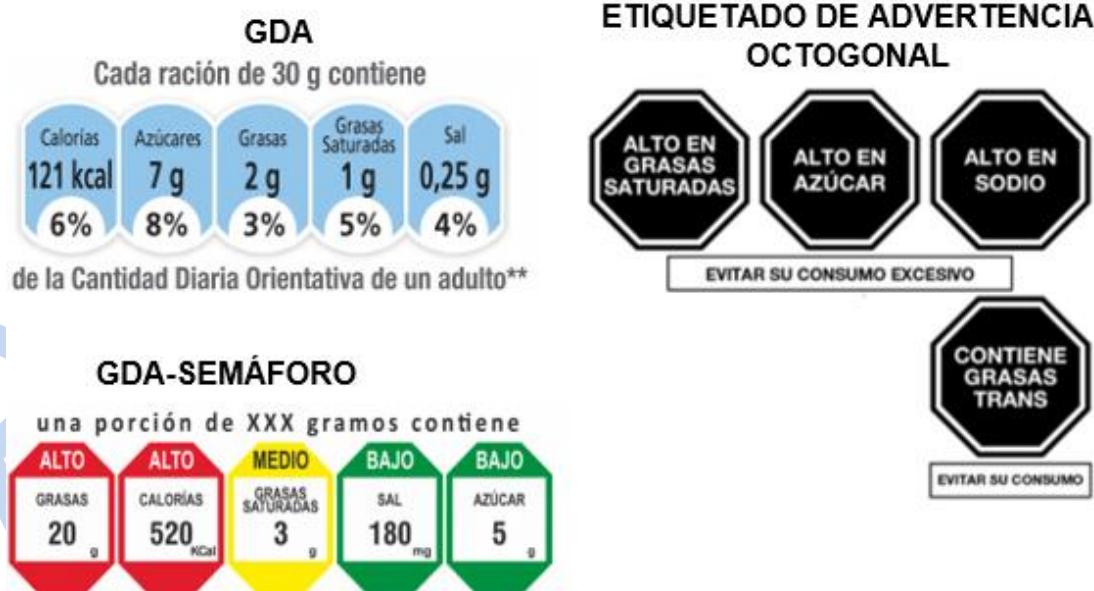 GDA
Cada ración de 30 g contiene
Calorías
121 kcal
6%
Azúcares
7 g
8%
Grasas
2 g
3%
Grasas
Saturadas
1 g
5%
Sal
0,25 g
4%
de la Cantidad Diaria Orientativa de un adulto**
ETIQUETADO DE ADVERTENCIA
OCTOGONAL
ALTO EN
GRASAS
SATURADAS
ALTO EN
AZÚCAR
ALTO EN
SODIO
EVITAR SU CONSUMO EXCESIVO
CONTIENE
GRASAS
TRANS
EVITAR SU CONSUMO
GDA-SEMÁFORO
una porción de XXX gramos contiene
ALTO
GRASAS
20 g
ALTO
CALORÍAS
520 KCal
MEDIO
GRASAS
SATURADAS
3 g
BAJO
SAL
180 mg
BAJO
AZÚCAR
5 g